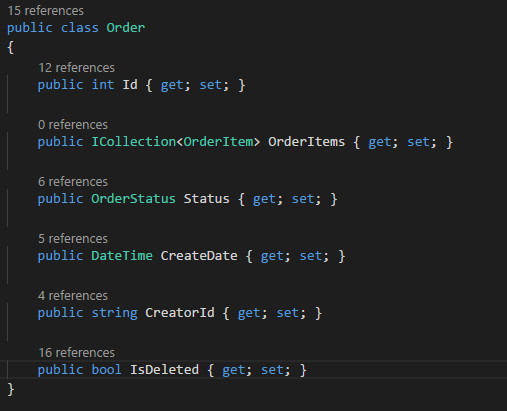 15 references
public class Order
{
12 references
public int Id { get; set; }
0 references
public ICollection<OrderItem> OrderItems { get; set; }
6 references
public OrderStatus Status { get; set; }
5 references
public DateTime CreateDate { get; set; }
4 references
public string CreatorId { get; set; }
16 references
public bool IsDeleted { get; set; }
}